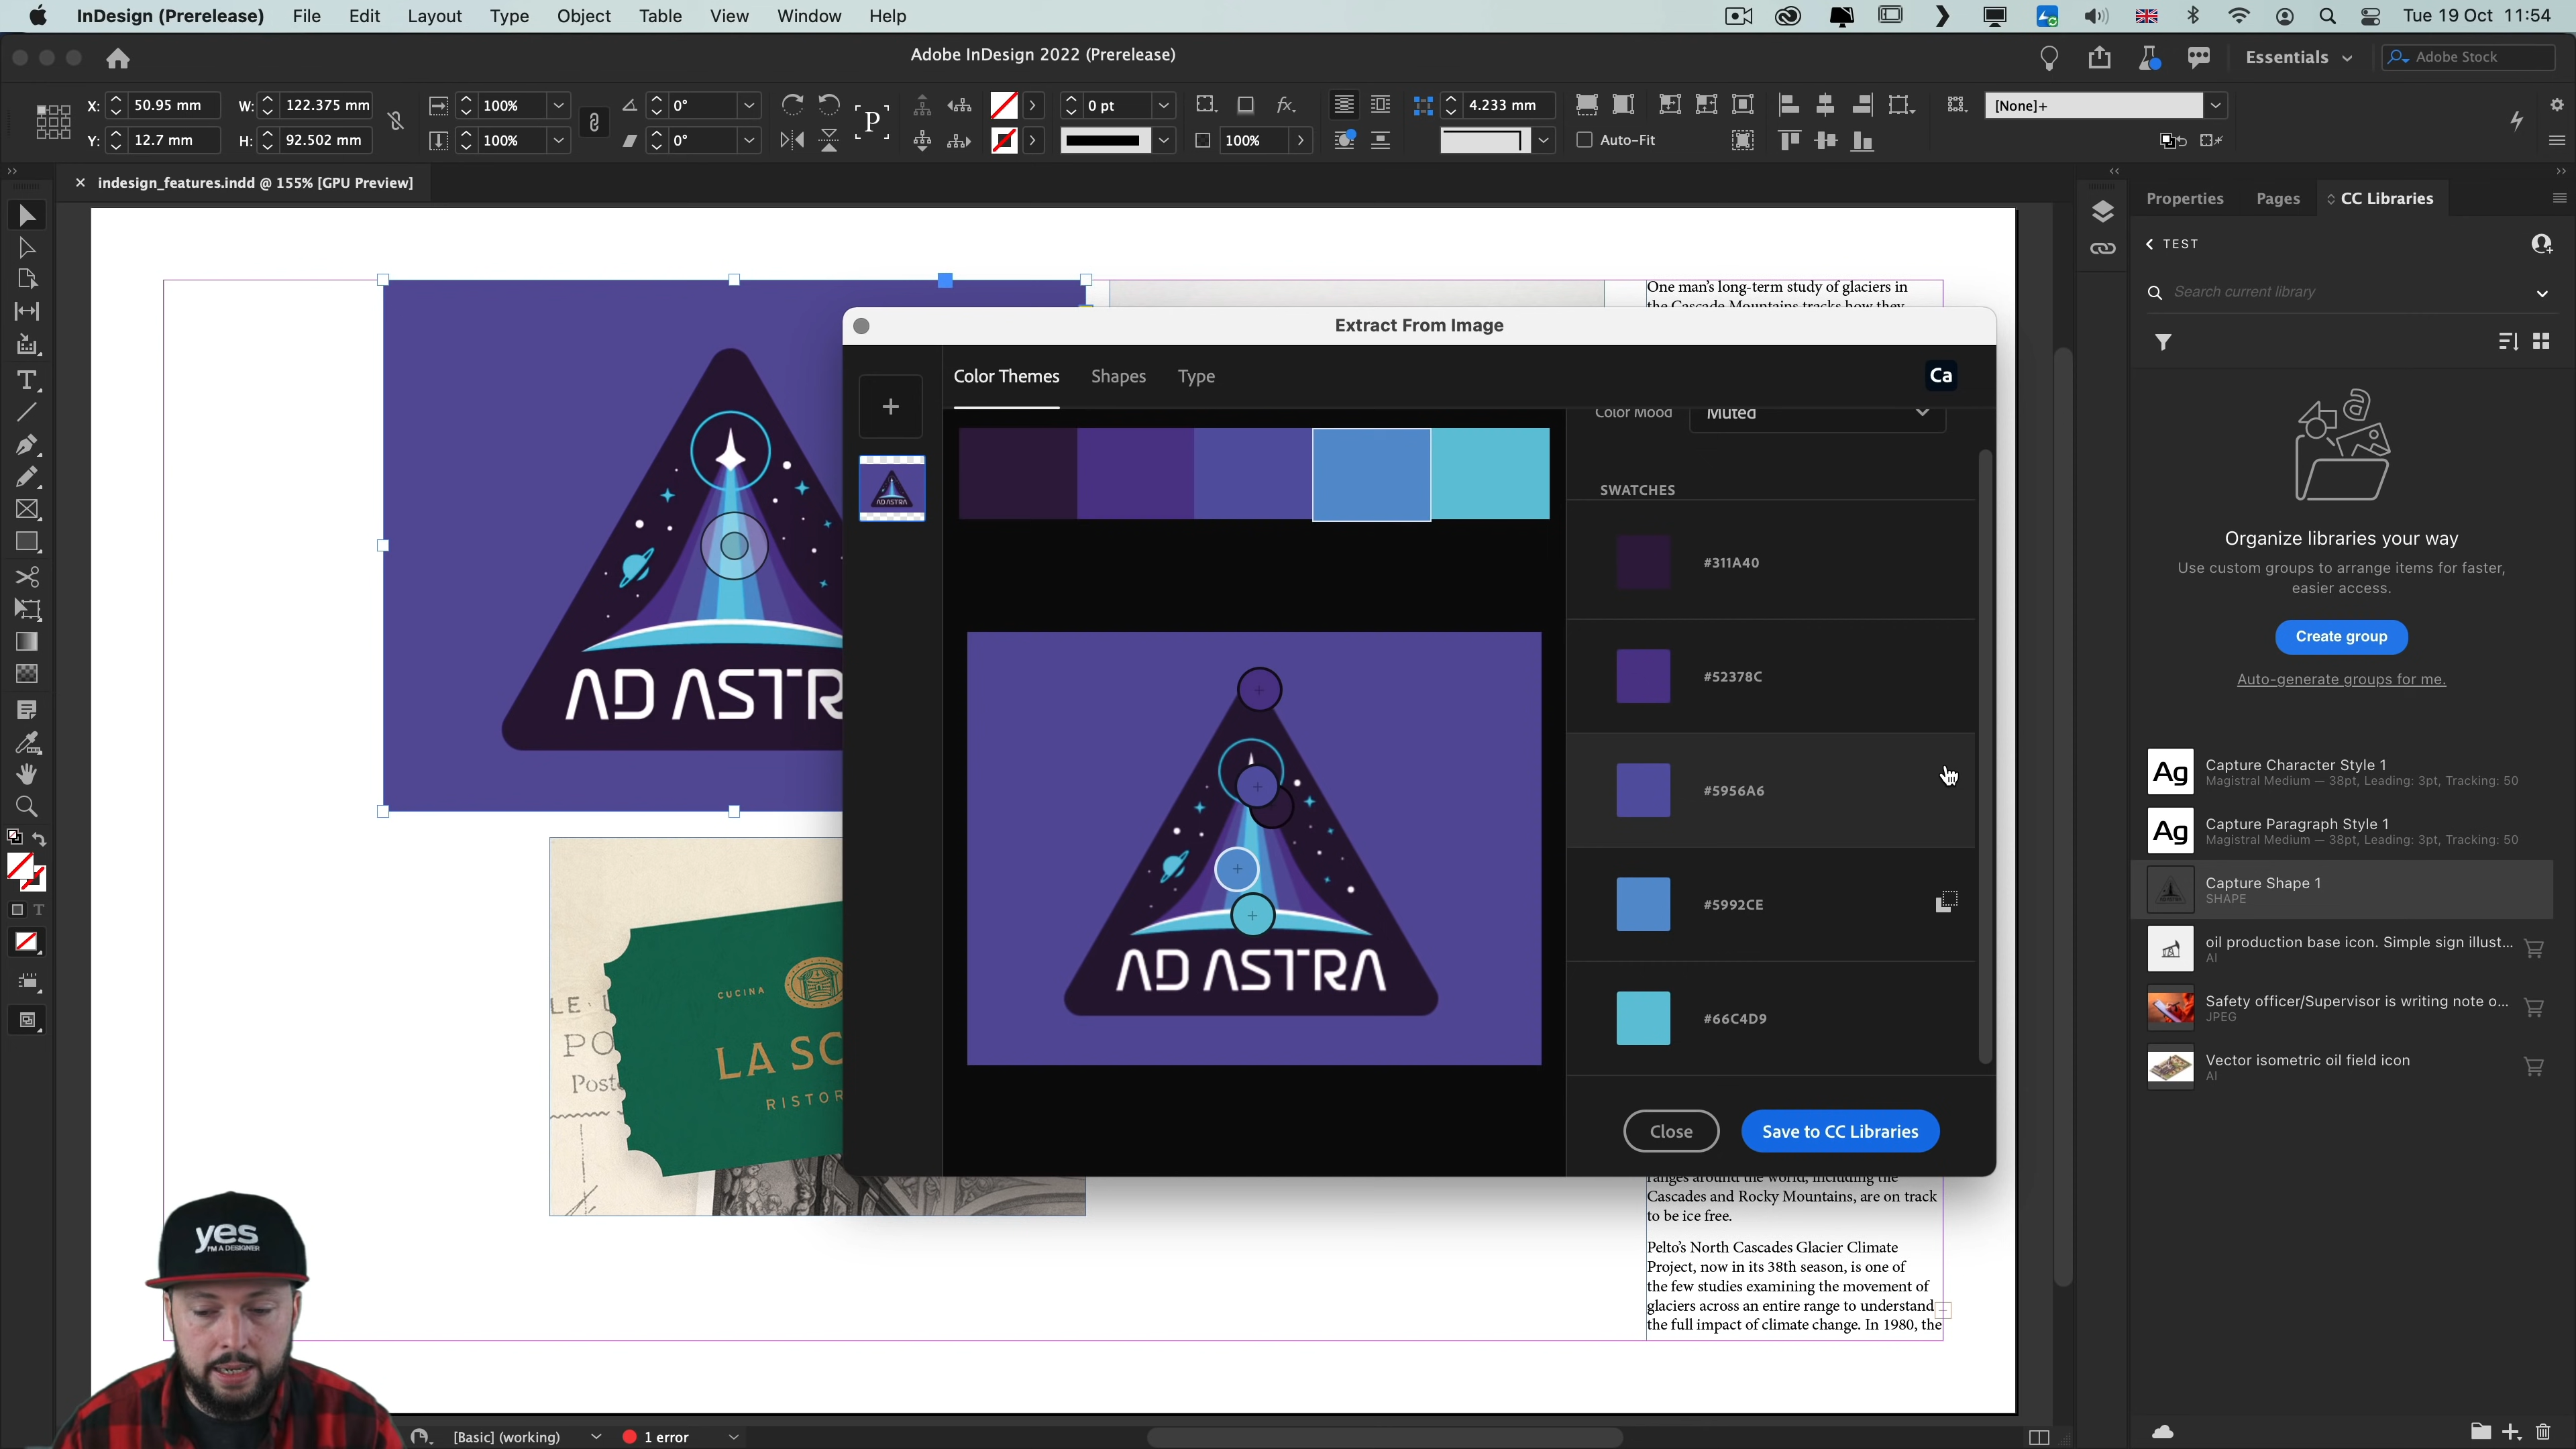 InDesign (Prerelease) File Edit Layout Type Object Table View Window Help Tue 19 Oct 11:54
Adobe InDesign 2022 (Prerelease) Essentials Adobe Stock
X: 50.95 mm W: 122.375 mm 100% 0° 0 pt fx. 4.233 mm [None]+
Y: 12.7 mm H: 92.502 mm 100% 0° P 100% Auto-Fit
indesign_features.indd @ 155% [GPU Preview]
Properties Pages CC Libraries
TEST
Search current library
One man's long-term study of glaciers in
the Cascade Mountains tracks how they
Extract From Image
Color Themes Shapes Type Ca
Color Mood Muted
SWATCHES
#311A40
#52378C
#5956A6
#5992CE
#66C4D9
AD ASTRA
AD ASTR
AD ASTRA
Close Save to CC Libraries
Organize libraries your way
Use custom groups to arrange items for faster,
easier access.
Create group
Auto-generate groups for me.
Ag Capture Character Style 1
Magistral Medium — 38pt, Leading: 3pt, Tracking: 50
Ag Capture Paragraph Style 1
Magistral Medium — 38pt, Leading: 3pt, Tracking: 50
Capture Shape 1
SHAPE
oil production base icon. Simple sign illust...
AI
Safety officer/Supervisor is writing note o...
JPEG
Vector isometric oil field icon
AI
CUCINA
LA SC
RISTOR
LE
PO
Post
ranges around the world, including the
Cascades and Rocky Mountains, are on track
to be ice free.
Pelto's North Cascades Glacier Climate
Project, now in its 38th season, is one of
the few studies examining the movement of
glaciers across an entire range to understand
the full impact of climate change. In 1980, the
yes
I'M A DESIGNER
[Basic] (working) 1 error